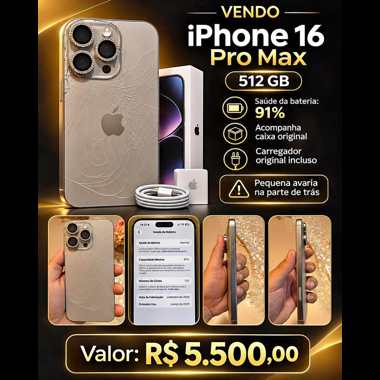 VENDO
iPhone 16
Pro Max
512 GB
Saúde da bateria:
91%
Acompanha
caixa original
Carregador
original incluso
Pequena avaria
na parte de trás
Valor: R$ 5.500,00